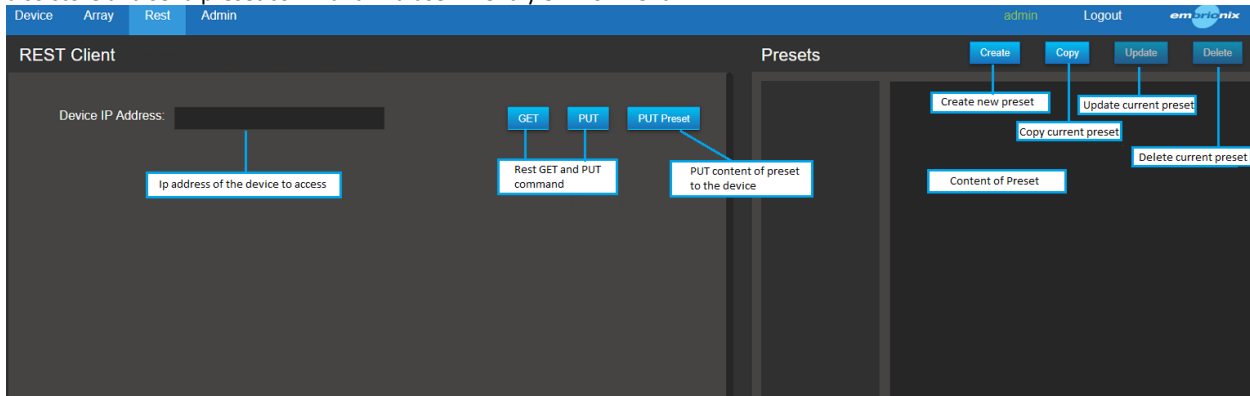 Device Array Rest Admin admin Logout embrionix
REST Client
Presets Create Copy Update Delete
Device IP Address:
GET PUT PUT Preset
Create new preset
Update current preset
Copy current preset
Delete current preset
Rest GET and PUT
command
PUT content of preset
to the device
Ip address of the device to access
Content of Preset